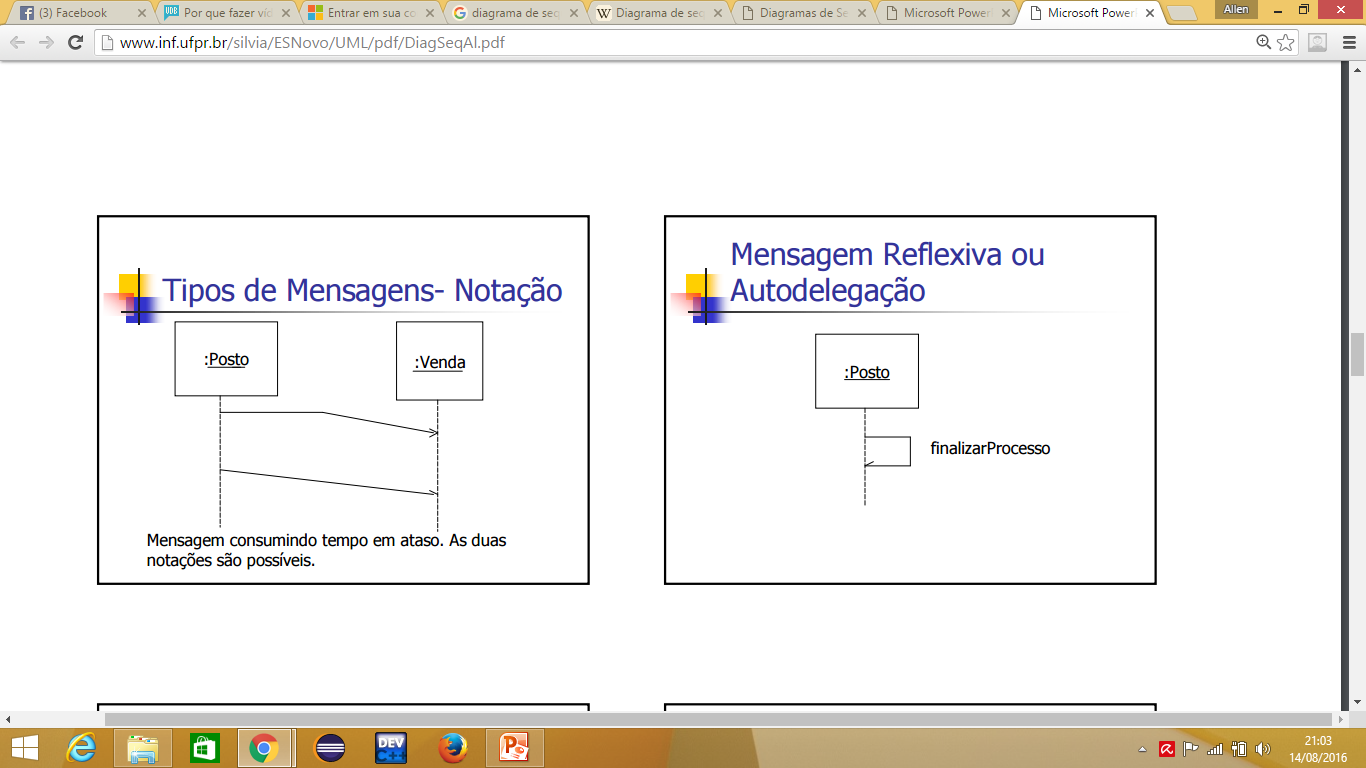 (3) Facebook
Por que fazer víd
Entrar em sua co
diagrama de seq
Diagrama de seq
Diagramas de Se
Microsoft Power
Microsoft Power
Allen
www.inf.ufpr.br/silvia/ESNovo/UML/pdf/DiagSeqAl.pdf
Tipos de Mensagens- Notação
:Posto
:Venda
Mensagem consumindo tempo em ataso. As duas
notações são possíveis.
Mensagem Reflexiva ou
Autodelegação
:Posto
finalizarProcesso
DEV
C++
21:03
14/08/2016